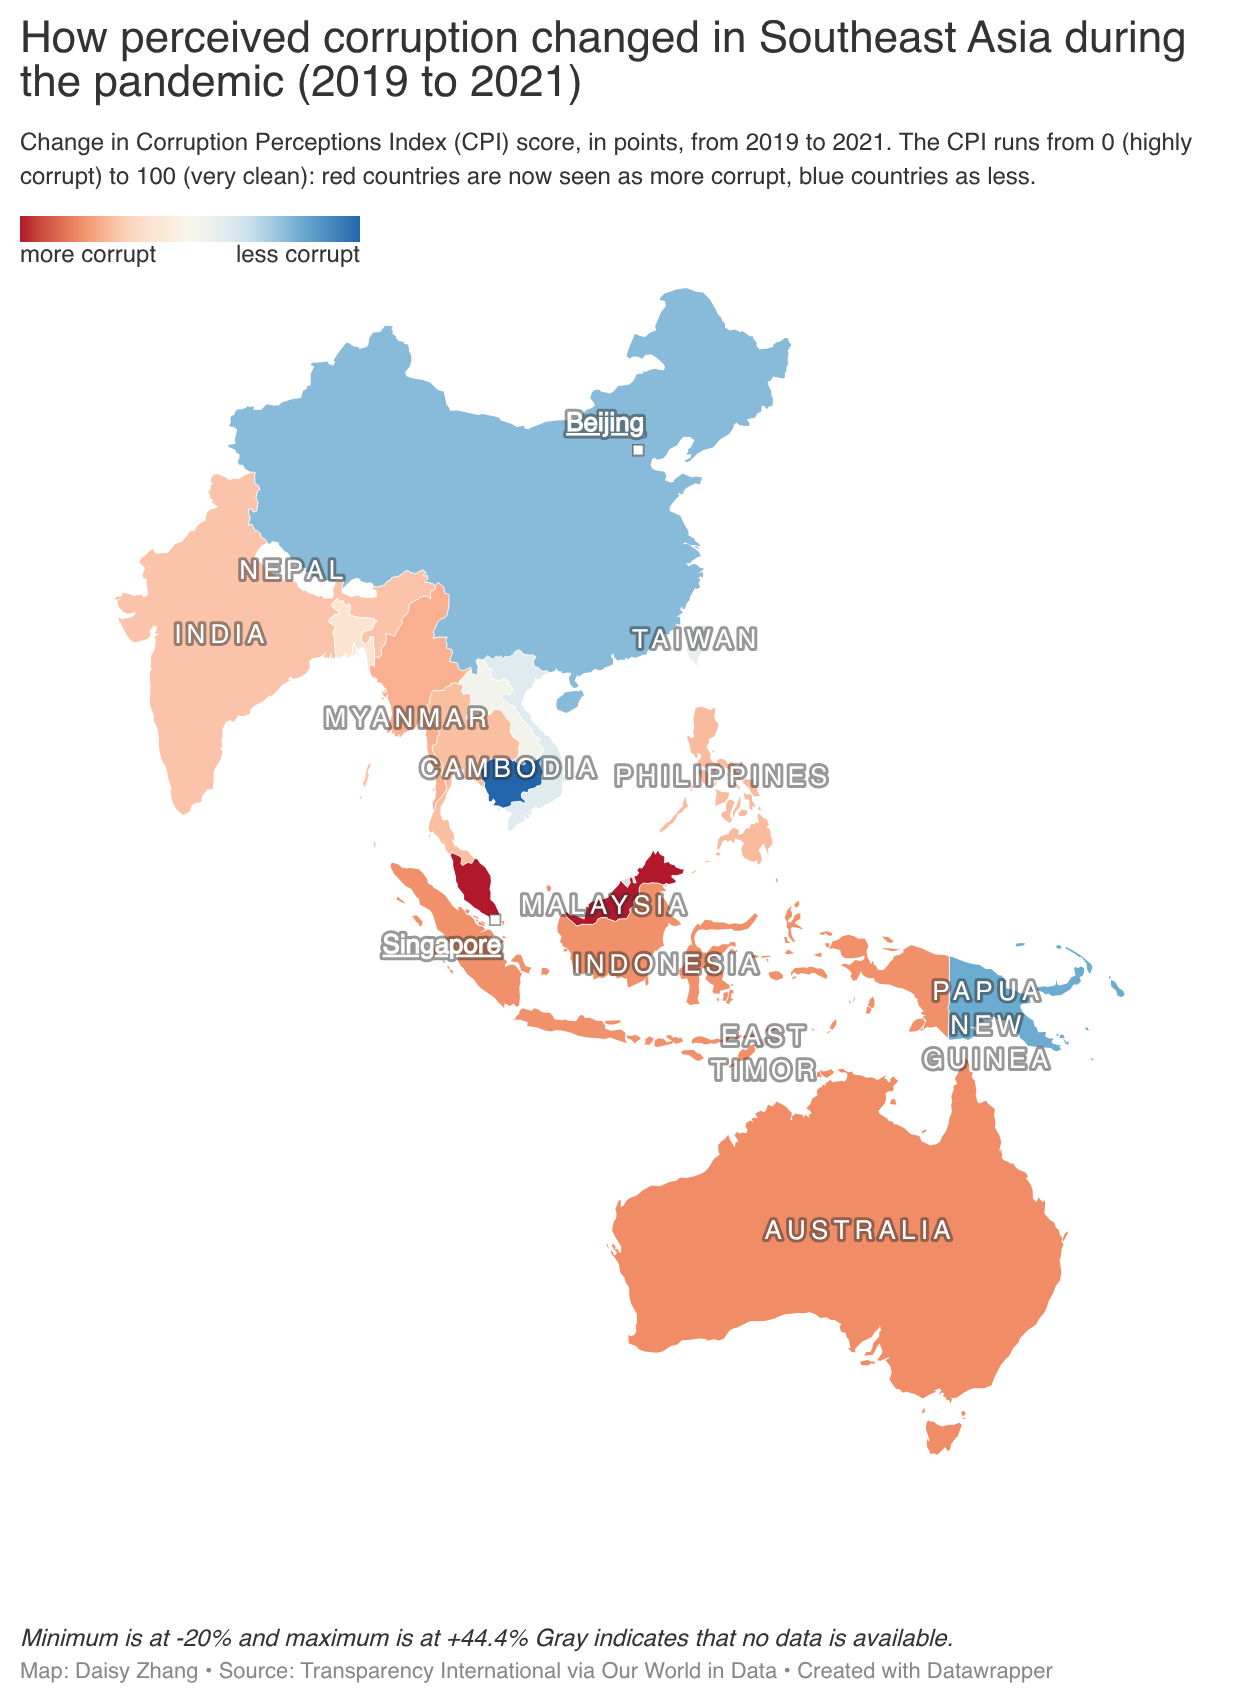 How perceived corruption changed in Southeast Asia during
the pandemic (2019 to 2021)
Change in Corruption Perceptions Index (CPI) score, in points, from 2019 to 2021. The CPI runs from 0 (highly
corrupt) to 100 (very clean): red countries are now seen as more corrupt, blue countries as less.
more corrupt
less corrupt
Beijing
NEPAL
INDIA
TAIWAN
MYANMAR
CAMBODIA
PHILIPPINES
MALAYSIA
Singapore
INDONESIA
PAPUA
NEW
GUINEA
EAST
TIMOR
AUSTRALIA
Minimum is at -20% and maximum is at +44.4% Gray indicates that no data is available.
Map: Daisy Zhang • Source: Transparency International via Our World in Data • Created with Datawrapper